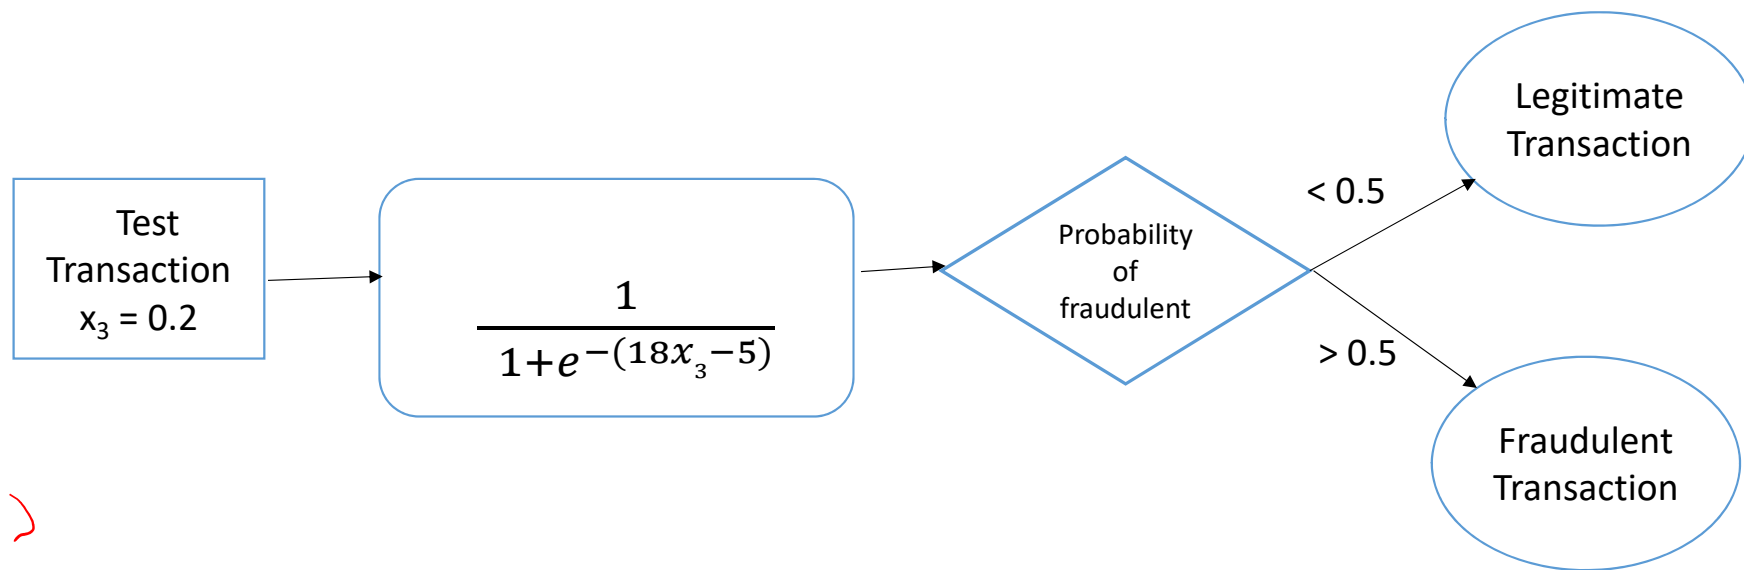 Test
Transaction
x₃ = 0.2
1
1+e^−(18x₃−5)
Probability
of
fraudulent
< 0.5
> 0.5
Legitimate
Transaction
Fraudulent
Transaction